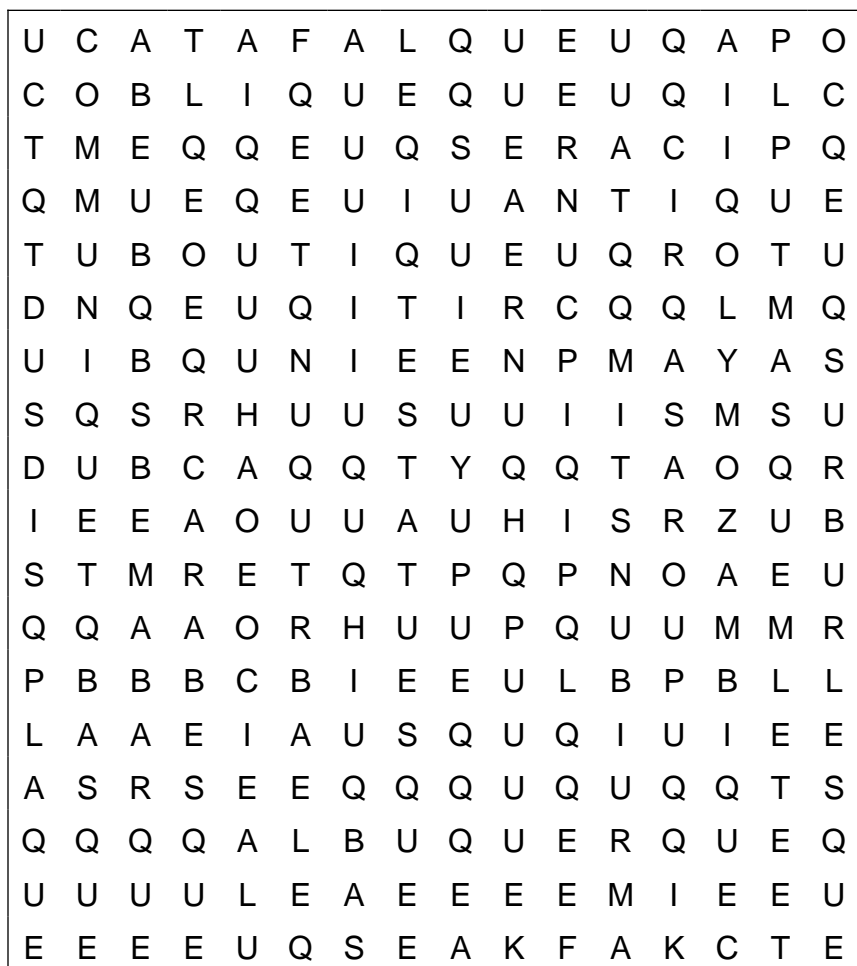 U C A T A F A L Q U E U Q A P O
C O B L I Q U E Q U E U Q I L C
T M E Q Q E U Q S E R A C I P Q
Q M U E Q E U I U A N T I Q U E
T U B O U T I Q U E U Q R O T U
D N Q E U Q I T I R C Q Q L M Q
U I B Q U N I E E N P M A Y A S
S Q S R H U U S U U I I S M S U
D U B C A Q Q T Y Q Q T A O Q R
I E E A O U U A U H I S R Z U B
S T M R E T Q T P Q P N O A E U
Q Q A A O R H U U P Q U U M M R
P B B B C B I E E U L B P B L L
L A A E I A U S Q U Q I U I E E
A S R S E E Q Q Q U Q U Q Q T S
Q Q Q Q A L B U Q U E R Q U E Q
U U U U L E A E E E E M I E E U
E E E E U Q S E A K F A K C T E